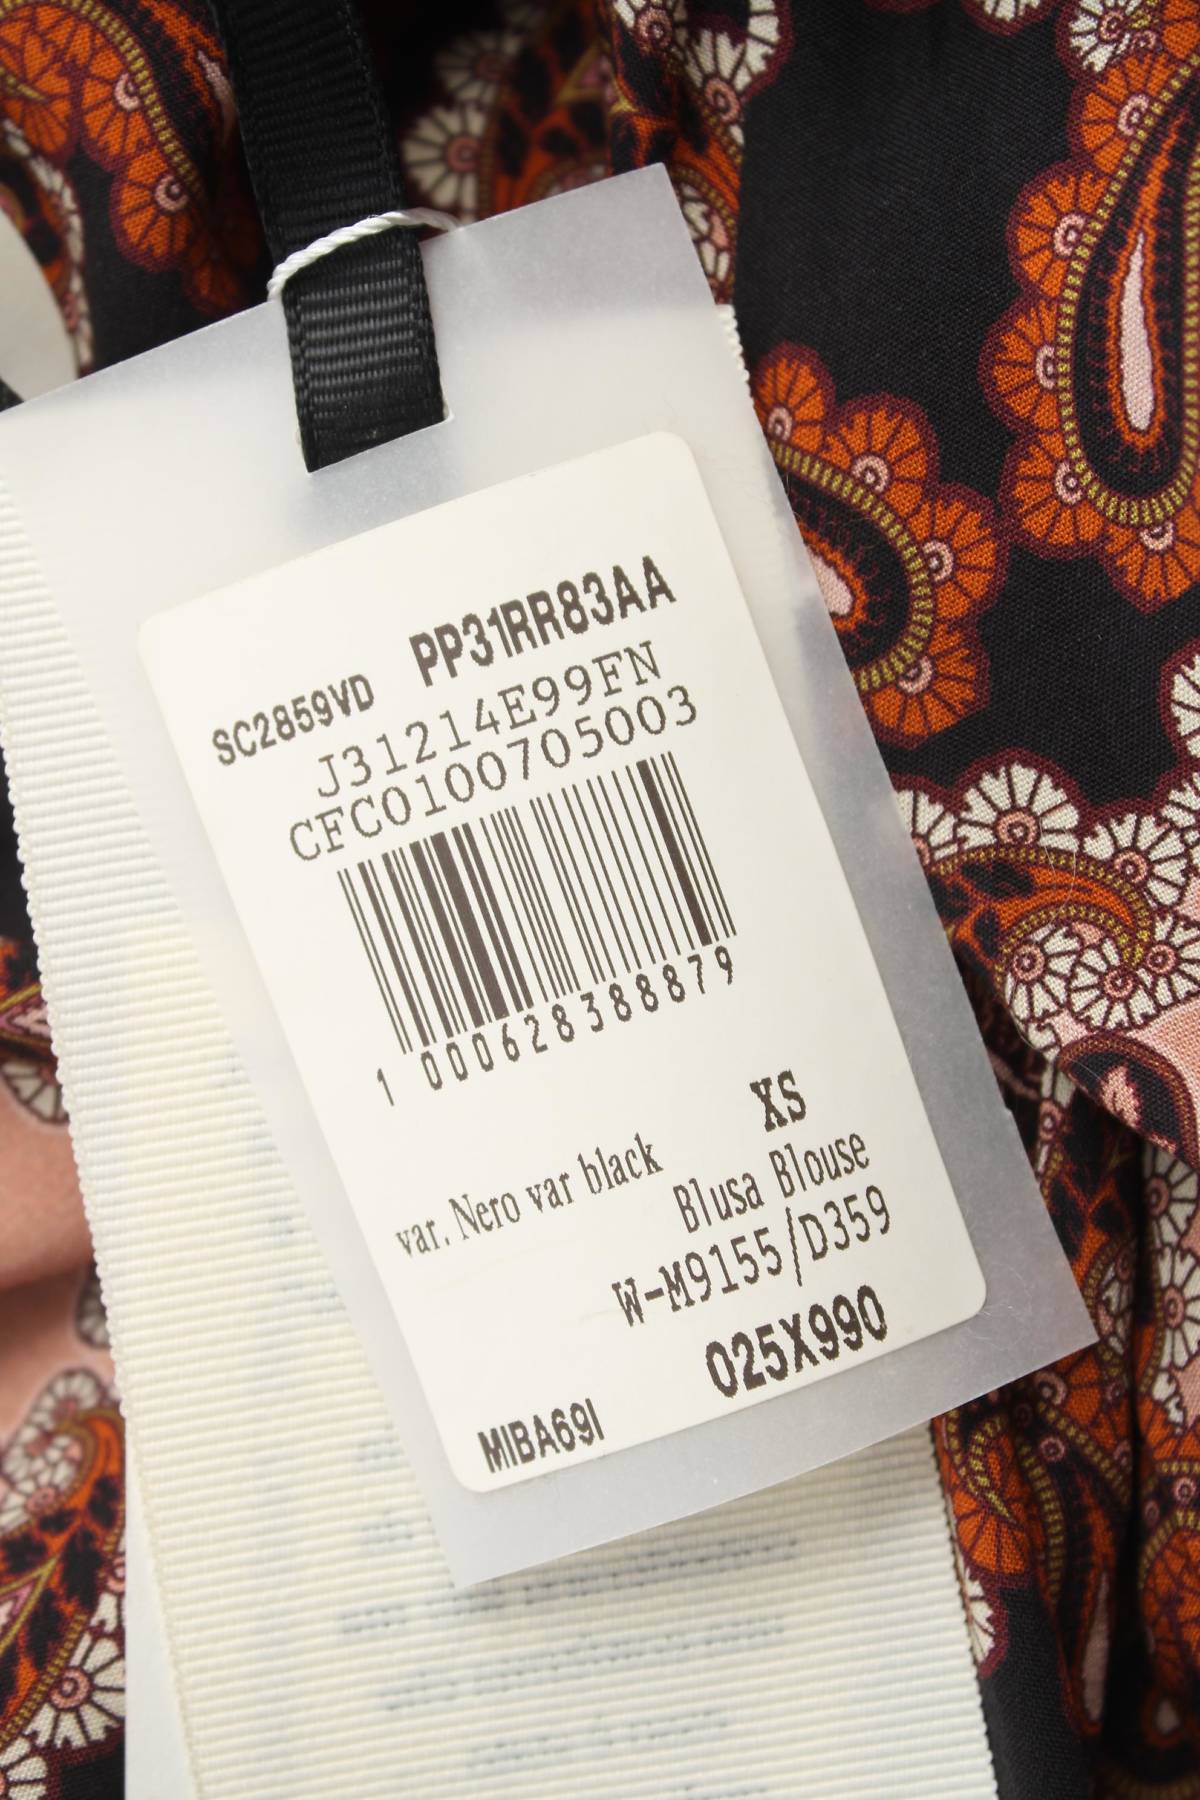 PP31RR83AA
SC2859VD
J31214E99FN
CFC0100705003
1 000628388879
XS
var. Nero var black
Blusa Blouse
W-M9155/D359
025X990
MIBA69I